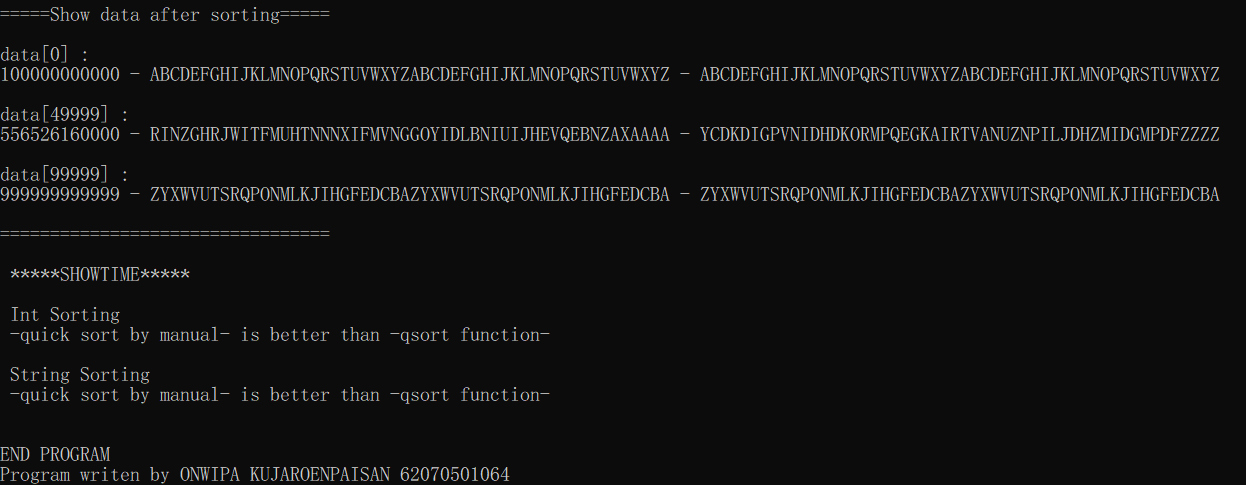 =====Show data after sorting=====
data[0] :
100000000000 - ABCDEFGHIJKLMNOPQRSTUVWXYZABCDEFGHIJKLMNOPQRSTUVWXYZ - ABCDEFGHIJKLMNOPQRSTUVWXYZABCDEFGHIJKLMNOPQRSTUVWXYZ
data[49999] :
556526160000 - RINZGHRJWITFMUHTNNNXIFMVNGGOYIDLBNIUIJHEVQEBNZAXAAAA - YCDKDIGPVNIDHDKORMPQEGKAIRTVANUZNPILJDHZMIDGMPDFZZZZ
data[99999] :
999999999999 - ZYXWVUTSRQPONMLKJIHGFEDCBAZYXWVUTSRQPONMLKJIHGFEDCBA - ZYXWVUTSRQPONMLKJIHGFEDCBAZYXWVUTSRQPONMLKJIHGFEDCBA
=================================
*****SHOWTIME*****
Int Sorting
-quick sort by manual- is better than -qsort function-
String Sorting
-quick sort by manual- is better than -qsort function-
END PROGRAM
Program writen by ONWIPA KUJAROENPAISAN 62070501064